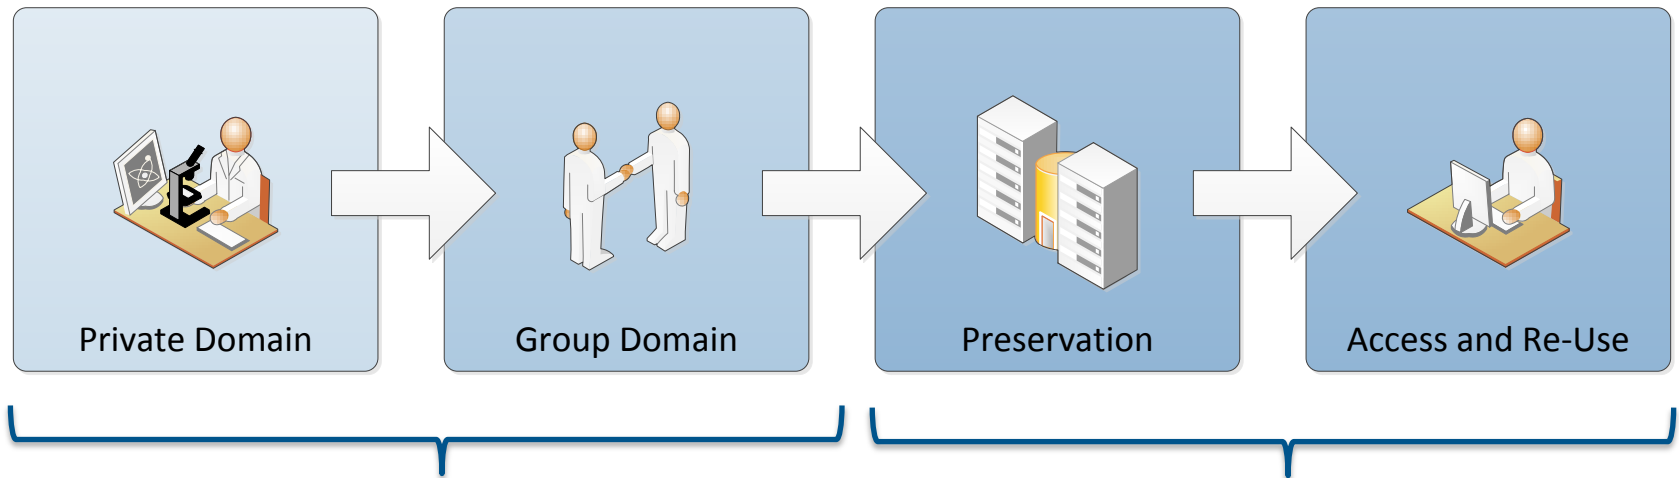 Private Domain
Group Domain
Preservation
Access and Re-Use